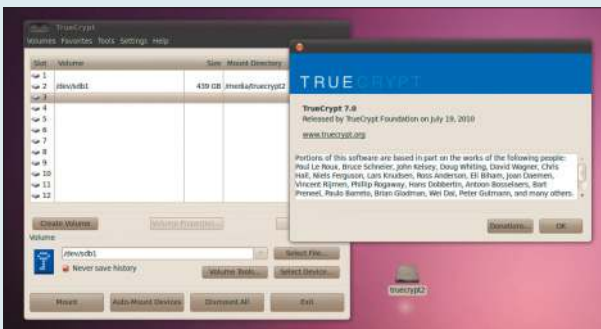 TrueCrypt
Volumes Favorites Tools Settings Help
Slot Volume Size Mount Directory
1
2 /dev/sdb1 439 GB /media/truecrypt2
3
4
5
6
7
8
9
10
11
12
Create Volume Volume Properties...
Volume
/dev/sdb1 Select File...
Never save history Volume Tools... Select Device...
Mount Auto-Mount Devices Dismount All Exit
TRUECRYPT
TrueCrypt 7.0
Released by TrueCrypt Foundation on July 19, 2010
www.truecrypt.org
Portions of this software are based in part on the works of the following people:
Paul Le Roux, Bruce Schneier, John Kelsey, Doug Whiting, David Wagner, Chris
Hall, Niels Ferguson, Lars Knudsen, Ross Anderson, Eli Biham, Joan Daemen,
Vincent Rijmen, Phillip Rogaway, Hans Dobbertin, Antoon Bosselaers, Bart
Preneel, Paulo Barreto, Brian Gladman, Wei Dai, Peter Gutmann, and many others.
Donations... OK
truecrypt2